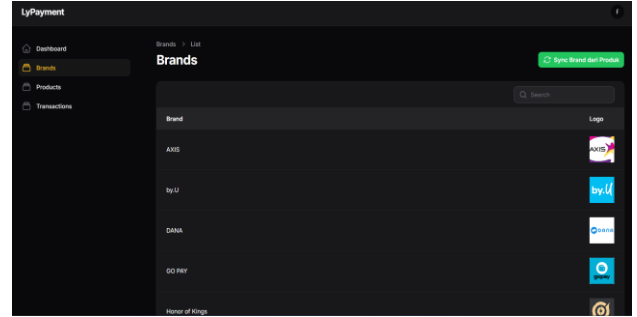 LyPayment
Dashboard
Brands
Products
Transactions
Brands > List
Brands
Sync Brand dari Produk
Search
Brand Logo
AXIS AXIS
by.U by.U
DANA DANA
GO PAY gopay
Honor of Kings